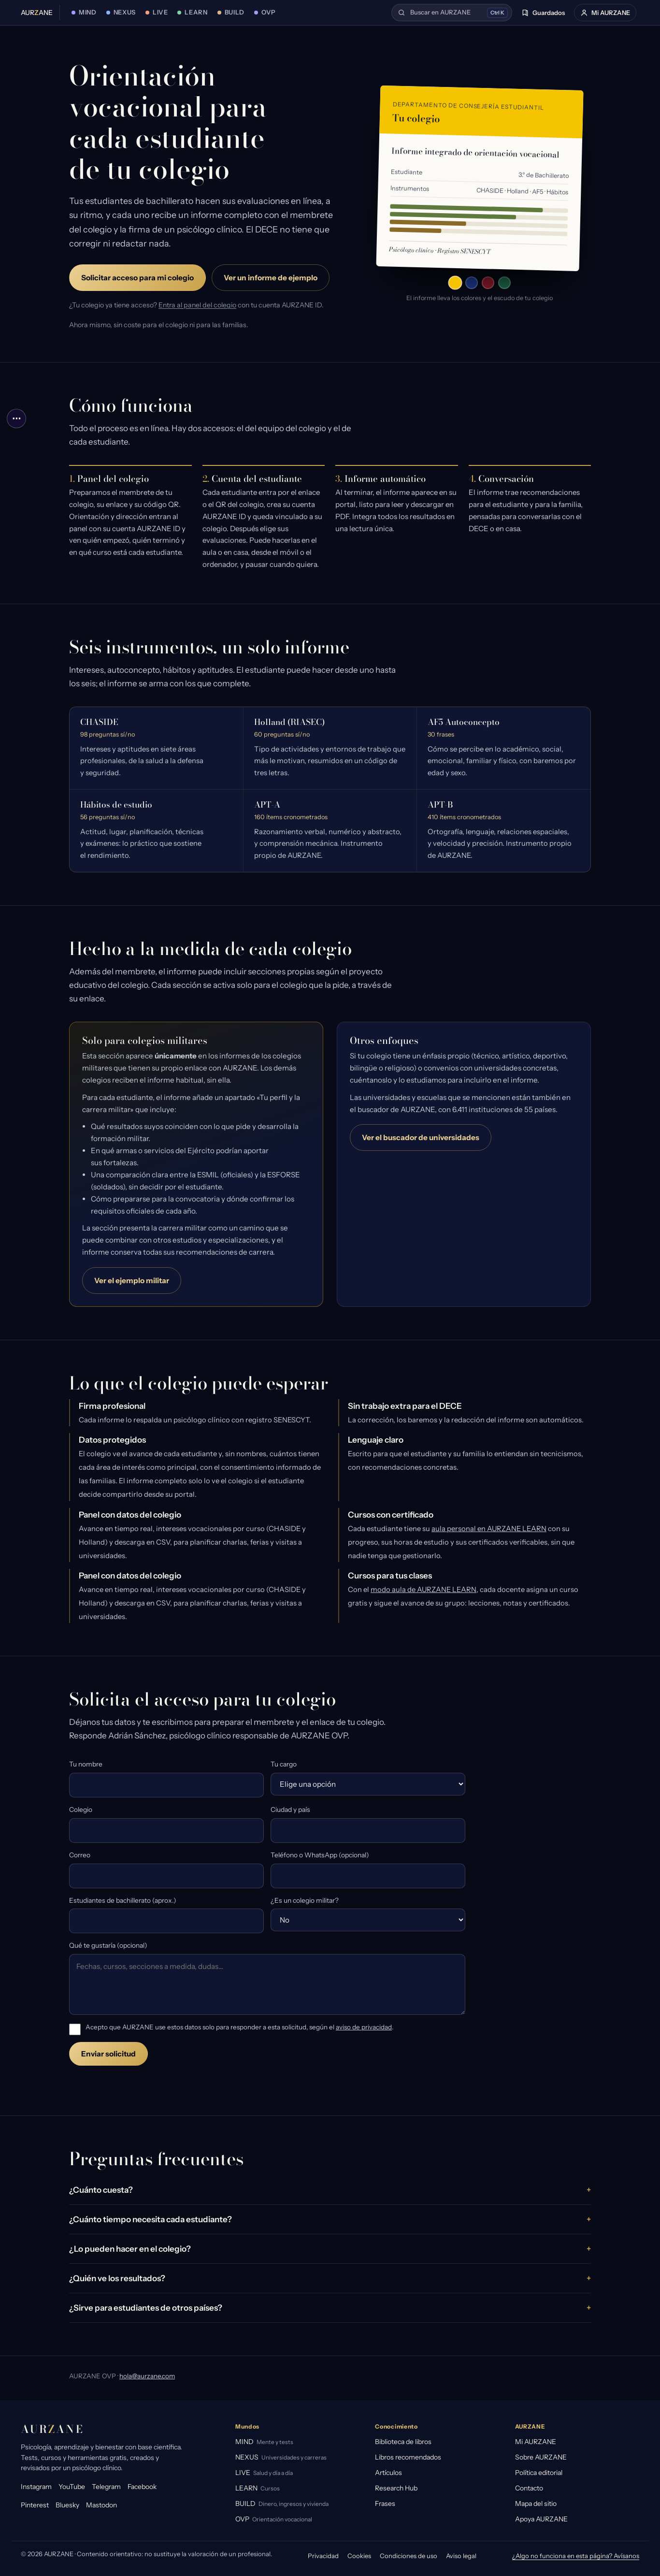 AURZANE
MIND
NEXUS
LIVE
LEARN
BUILD
OVP
Buscar en AURZANE
Ctrl K
Guardados
Mi AURZANE
Orientación
vocacional para
cada estudiante
de tu colegio
Tus estudiantes de bachillerato hacen sus evaluaciones en línea, a
su ritmo, y cada uno recibe un informe completo con el membrete
del colegio y la firma de un psicólogo clínico. El DECE no tiene que
corregir ni redactar nada.
Solicitar acceso para mi colegio
Ver un informe de ejemplo
¿Tu colegio ya tiene acceso? Entra al panel del colegio con tu cuenta AURZANE ID.
Ahora mismo, sin coste para el colegio ni para las familias.
DEPARTAMENTO DE CONSEJERÍA ESTUDIANTIL
Tu colegio
Informe integrado de orientación vocacional
Estudiante
3.º de Bachillerato
Instrumentos
CHASIDE · Holland · AF5 · Hábitos
Psicólogo clínico · Registro SENESCYT
El informe lleva los colores y el escudo de tu colegio
Cómo funciona
Todo el proceso es en línea. Hay dos accesos: el del equipo del colegio y el de
cada estudiante.
1. Panel del colegio
Preparamos el membrete de tu
colegio, su enlace y su código QR.
Orientación y dirección entran al
panel con su cuenta AURZANE ID y
ven quién empezó, quién terminó y
en qué curso está cada estudiante.
2. Cuenta del estudiante
Cada estudiante entra por el enlace
o el QR del colegio, crea su cuenta
AURZANE ID y queda vinculado a su
colegio. Después elige sus
evaluaciones. Puede hacerlas en el
aula o en casa, desde el móvil o el
ordenador, y pausar cuando quiera.
3. Informe automático
Al terminar, el informe aparece en su
portal, listo para leer y descargar en
PDF. Integra todos los resultados en
una lectura única.
4. Conversación
El informe trae recomendaciones
para el estudiante y para la familia,
pensadas para conversarlas con el
DECE o en casa.
Seis instrumentos, un solo informe
Intereses, autoconcepto, hábitos y aptitudes. El estudiante puede hacer desde uno hasta
los seis; el informe se arma con los que complete.
CHASIDE
98 preguntas sí/no
Intereses y aptitudes en siete áreas
profesionales, de la salud a la defensa
y seguridad.
Holland (RIASEC)
60 preguntas sí/no
Tipo de actividades y entornos de trabajo que
más le motivan, resumidos en un código de
tres letras.
AF5 Autoconcepto
30 frases
Cómo se percibe en lo académico, social,
emocional, familiar y físico, con baremos por
edad y sexo.
Hábitos de estudio
56 preguntas sí/no
Actitud, lugar, planificación, técnicas
y exámenes: lo práctico que sostiene
el rendimiento.
APT-A
160 ítems cronometrados
Razonamiento verbal, numérico y abstracto,
y comprensión mecánica. Instrumento
propio de AURZANE.
APT-B
410 ítems cronometrados
Ortografía, lenguaje, relaciones espaciales,
y velocidad y precisión. Instrumento propio
de AURZANE.
Hecho a la medida de cada colegio
Además del membrete, el informe puede incluir secciones propias según el proyecto
educativo del colegio. Cada sección se activa solo para el colegio que la pide, a través de
su enlace.
Solo para colegios militares
Esta sección aparece únicamente en los informes de los colegios
militares que tienen su propio enlace con AURZANE. Los demás
colegios reciben el informe habitual, sin ella.
Para cada estudiante, el informe añade un apartado «Tu perfil y la
carrera militar» que incluye:
• Qué resultados suyos coinciden con lo que pide y desarrolla la
formación militar.
• En qué armas o servicios del Ejército podrían aportar
sus fortalezas.
• Una comparación clara entre la ESMIL (oficiales) y la ESFORSE
(soldados), sin decidir por el estudiante.
• Cómo prepararse para la convocatoria y dónde confirmar los
requisitos oficiales de cada año.
La sección presenta la carrera militar como un camino que se
puede combinar con otros estudios y especializaciones, y el
informe conserva todas sus recomendaciones de carrera.
Ver el ejemplo militar
Otros enfoques
Si tu colegio tiene un énfasis propio (técnico, artístico, deportivo,
bilingüe o religioso) o convenios con universidades concretas,
cuéntanoslo y lo estudiamos para incluirlo en el informe.
Las universidades y escuelas que se mencionen están también en
el buscador de AURZANE, con 6.411 instituciones de 55 países.
Ver el buscador de universidades
Lo que el colegio puede esperar
Firma profesional
Cada informe lo respalda un psicólogo clínico con registro SENESCYT.
Sin trabajo extra para el DECE
La corrección, los baremos y la redacción del informe son automáticos.
Datos protegidos
El colegio ve el avance de cada estudiante y, sin nombres, cuántos tienen
cada área de interés como principal, con el consentimiento informado de
las familias. El informe completo solo lo ve el colegio si el estudiante
decide compartirlo desde su portal.
Lenguaje claro
Escrito para que el estudiante y su familia lo entiendan sin tecnicismos,
con recomendaciones concretas.
Panel con datos del colegio
Avance en tiempo real, intereses vocacionales por curso (CHASIDE y
Holland) y descarga en CSV, para planificar charlas, ferias y visitas a
universidades.
Cursos con certificado
Cada estudiante tiene su aula personal en AURZANE LEARN con su
progreso, sus horas de estudio y sus certificados verificables, sin que
nadie tenga que gestionarlo.
Panel con datos del colegio
Avance en tiempo real, intereses vocacionales por curso (CHASIDE y
Holland) y descarga en CSV, para planificar charlas, ferias y visitas a
universidades.
Cursos para tus clases
Con el modo aula de AURZANE LEARN, cada docente asigna un curso
gratis y sigue el avance de su grupo: lecciones, notas y certificados.
Solicita el acceso para tu colegio
Déjanos tus datos y te escribimos para preparar el membrete y el enlace de tu colegio.
Responde Adrián Sánchez, psicólogo clínico responsable de AURZANE OVP.
Tu nombre
Tu cargo
Elige una opción
Colegio
Ciudad y país
Correo
Teléfono o WhatsApp (opcional)
Estudiantes de bachillerato (aprox.)
¿Es un colegio militar?
No
Qué te gustaría (opcional)
Fechas, cursos, secciones a medida, dudas…
Acepto que AURZANE use estos datos solo para responder a esta solicitud, según el aviso de privacidad.
Enviar solicitud
Preguntas frecuentes
¿Cuánto cuesta?
+
¿Cuánto tiempo necesita cada estudiante?
+
¿Lo pueden hacer en el colegio?
+
¿Quién ve los resultados?
+
¿Sirve para estudiantes de otros países?
+
AURZANE OVP · hola@aurzane.com
AURZANE
Psicología, aprendizaje y bienestar con base científica.
Tests, cursos y herramientas gratis, creados y
revisados por un psicólogo clínico.
Instagram YouTube Telegram Facebook
Pinterest Bluesky Mastodon
Mundos
MIND Mente y tests
NEXUS Universidades y carreras
LIVE Salud y día a día
LEARN Cursos
BUILD Dinero, ingresos y vivienda
OVP Orientación vocacional
Conocimiento
Biblioteca de libros
Libros recomendados
Artículos
Research Hub
Frases
AURZANE
Mi AURZANE
Sobre AURZANE
Política editorial
Contacto
Mapa del sitio
Apoya AURZANE
© 2026 AURZANE · Contenido orientativo: no sustituye la valoración de un profesional.
Privacidad Cookies Condiciones de uso Aviso legal
¿Algo no funciona en esta página? Avísanos